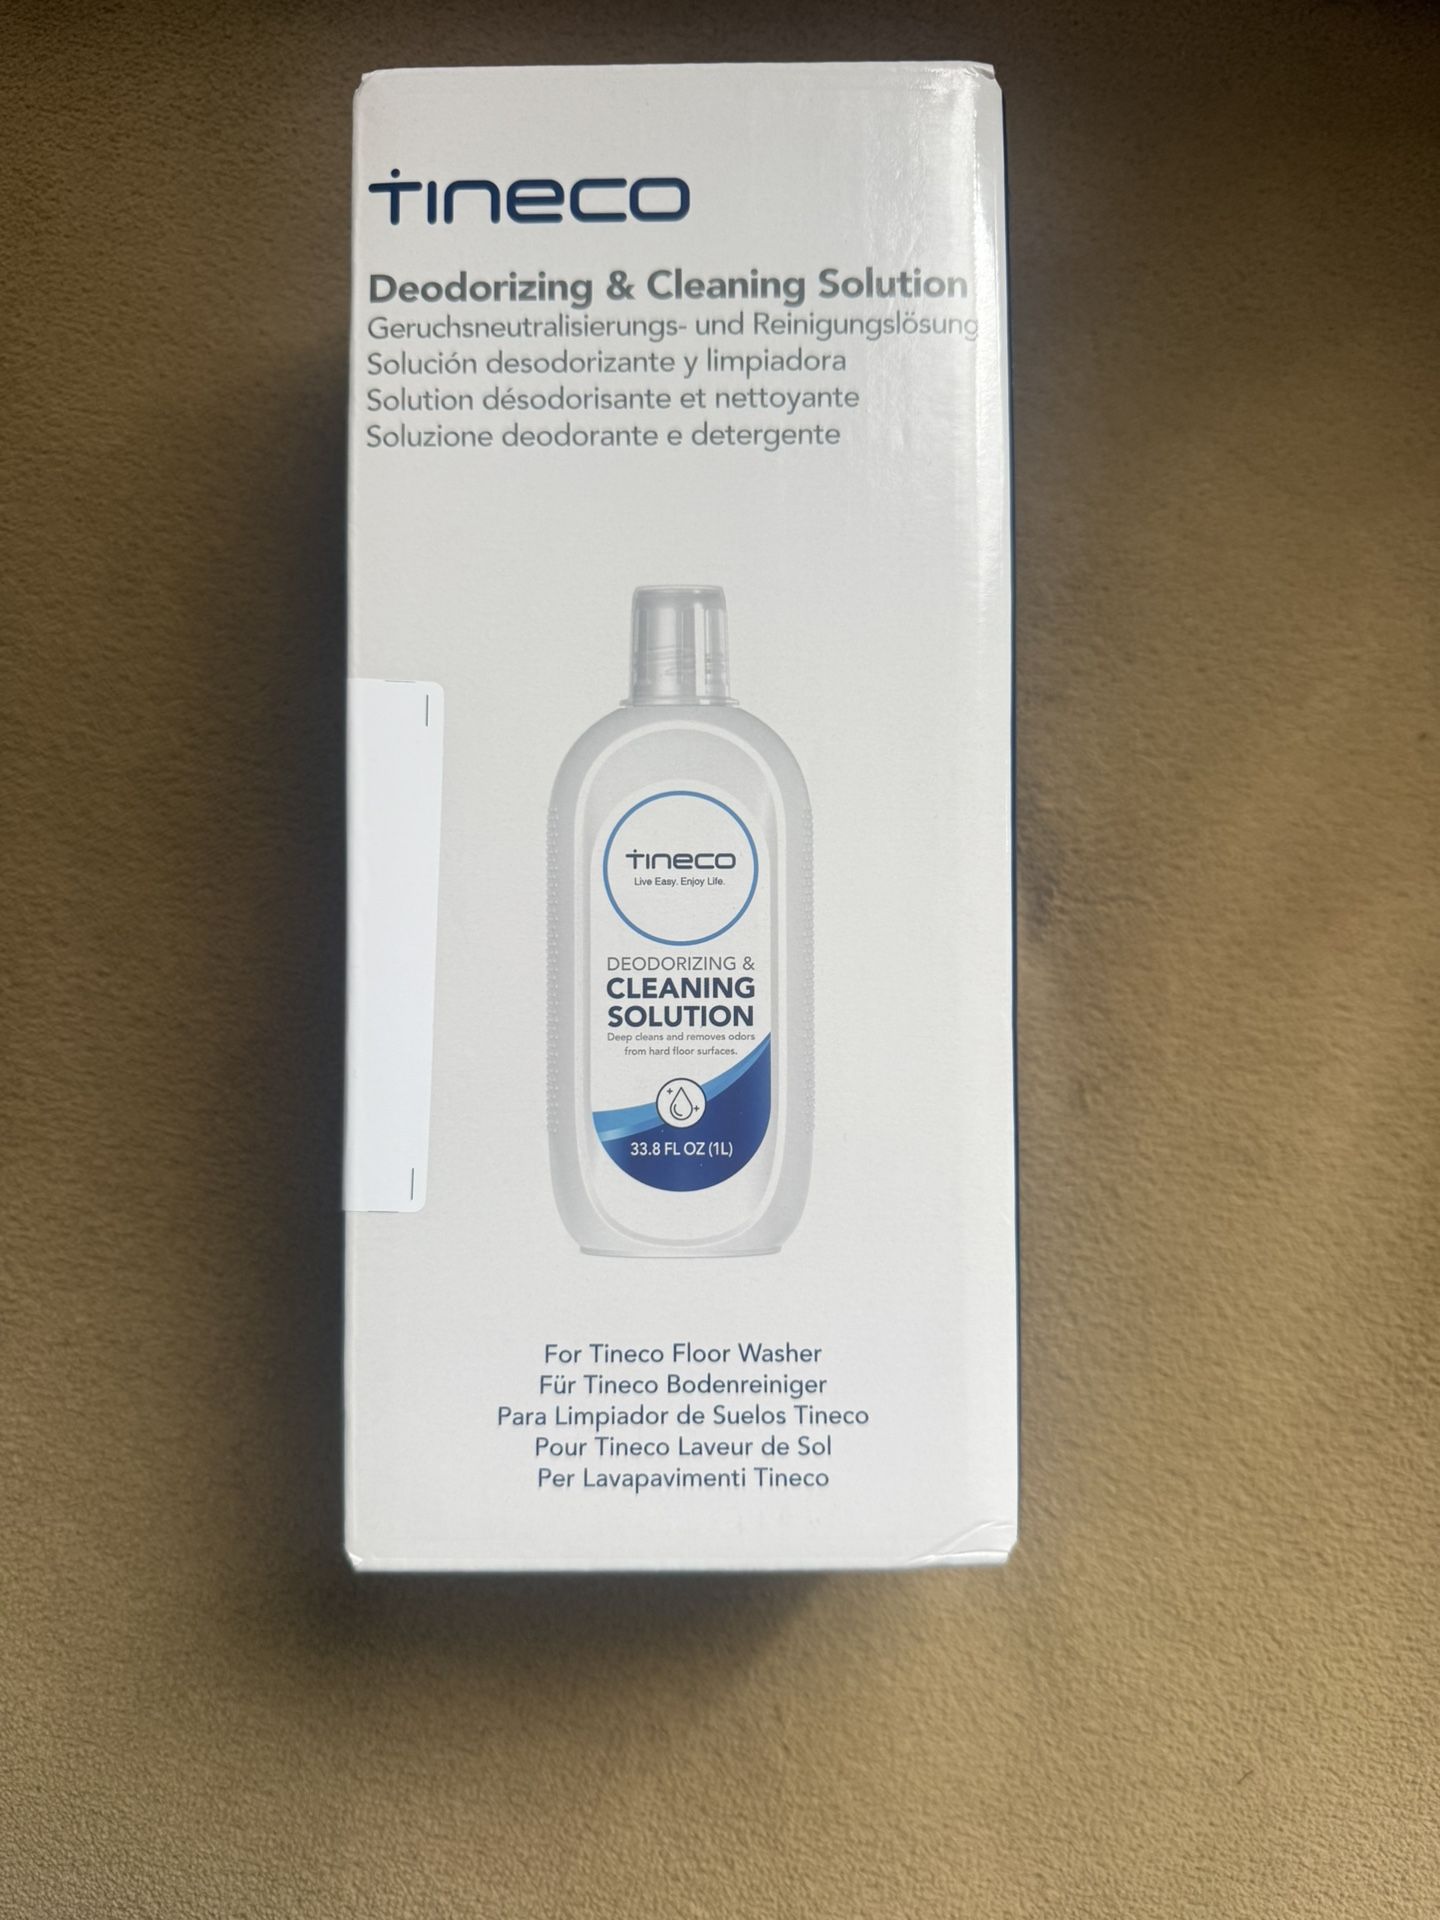 tineco
Deodorizing & Cleaning Solution
Geruchsneutralisierungs- und Reinigungslösung
Solución desodorizante y limpiadora
Solution désodorisante et nettoyante
Soluzione deodorante e detergente
tineco
Live Easy. Enjoy Life.
DEODORIZING &
CLEANING
SOLUTION
Deep cleans and removes odors
from hard floor surfaces.
33.8 FL OZ (1L)
For Tineco Floor Washer
Für Tineco Bodenreiniger
Para Limpiador de Suelos Tineco
Pour Tineco Laveur de Sol
Per Lavapavimenti Tineco